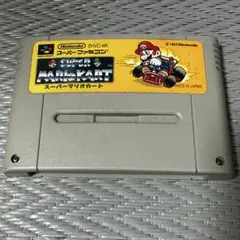 Nintendo SHVC-MK
スーパーファミコン
© 1992 Nintendo
SUPER
MARIO KART
スーパーマリオカート
MADE IN JAPAN